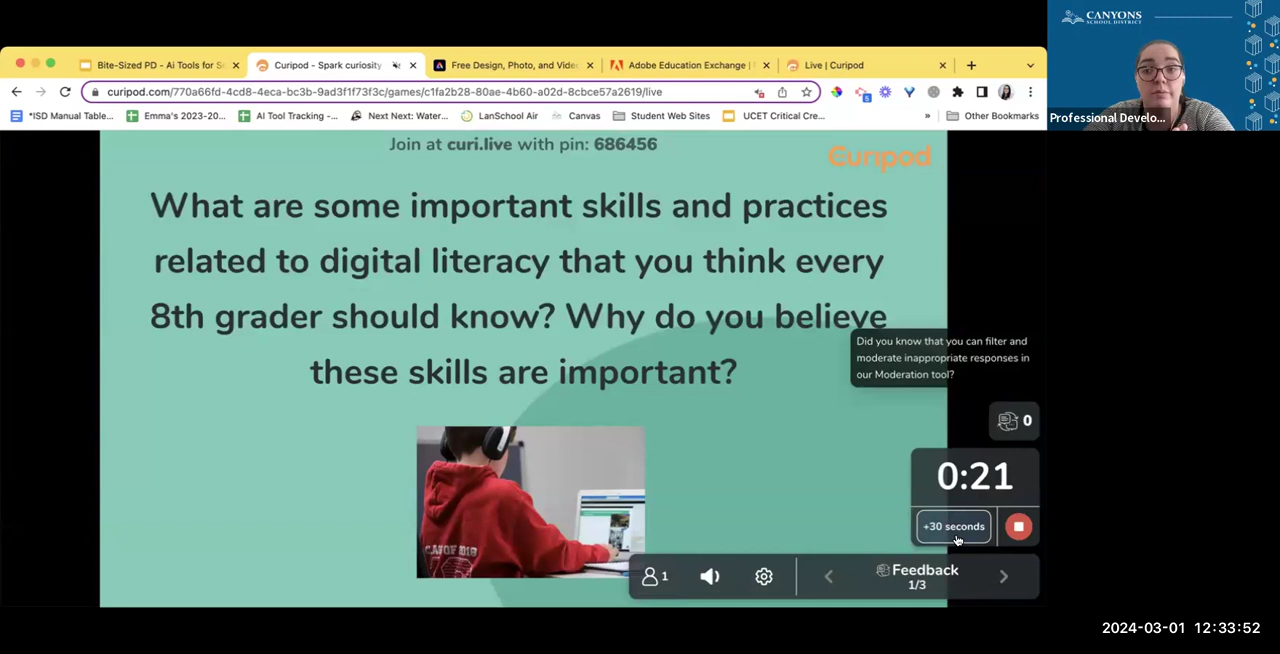 CANYONS
SCHOOL DISTRICT
Professional Develo...
Bite-Sized PD - Ai Tools for S
Curipod - Spark curiosity
Free Design, Photo, and Vide
Adobe Education Exchange |
Live | Curipod
curipod.com/770a66fd-4cd8-4eca-bc3b-9ad3f1f73f3c/games/c1fa2b28-80ae-4b60-a02d-8cbce57a2619/live
*ISD Manual Table...
Emma's 2023-20...
AI Tool Tracking -...
Next Next: Water...
LanSchool Air
Canvas
Student Web Sites
UCET Critical Cre...
»
Other Bookmarks
Join at curi.live with pin: 686456
Curipod
What are some important skills and practices
related to digital literacy that you think every
8th grader should know? Why do you believe
these skills are important?
Did you know that you can filter and
moderate inappropriate responses in
our Moderation tool?
0
0:21
+30 seconds
1
Feedback
1/3
2024-03-01 12:33:52